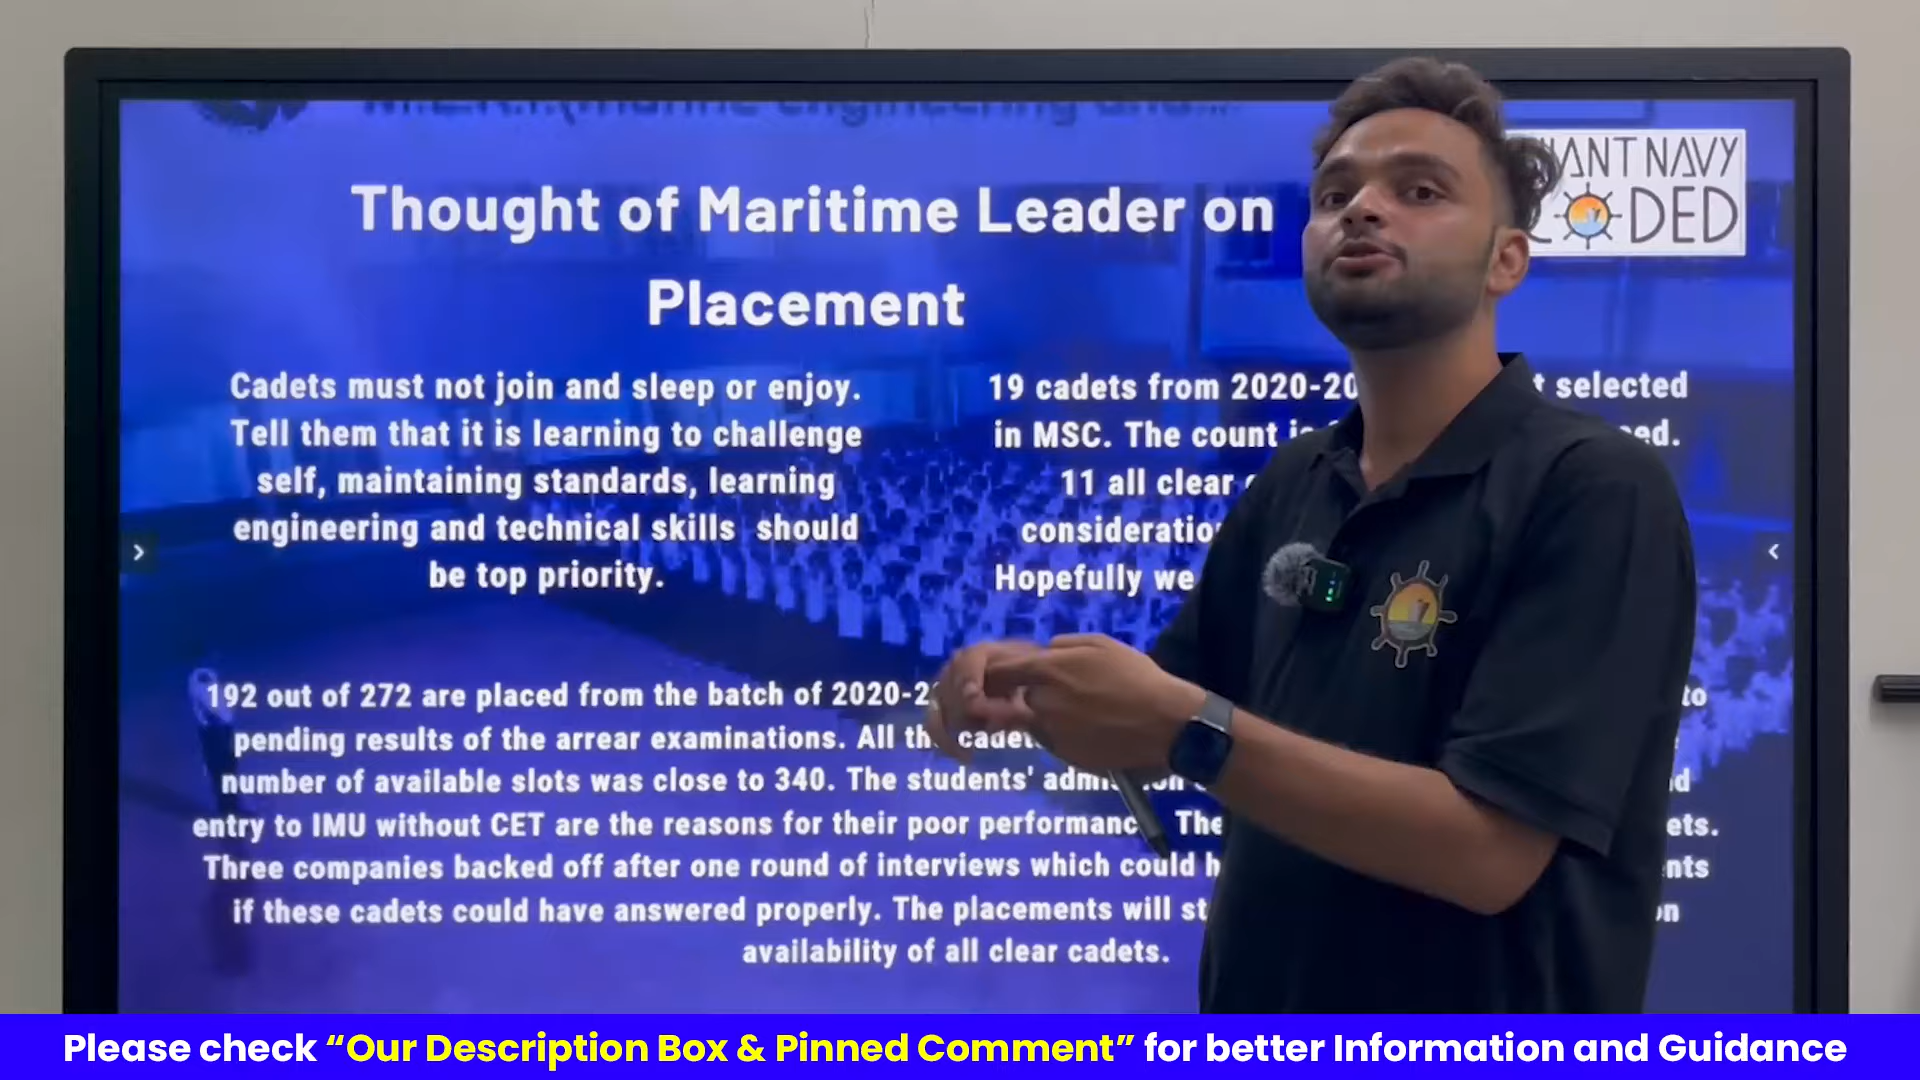 Thought of Maritime Leader on
Placement
ANT NAVY
DED
Cadets must not join and sleep or enjoy.
Tell them that it is learning to challenge
self, maintaining standards, learning
engineering and technical skills should
be top priority.
19 cadets from 2020-20 t selected
in MSC. The count
11 all clear
Hopefully we
192 out of 272 are placed from the batch of 2020-2 to
pending results of the arrear examinations. All
number of available slots was close to 340. The students'
entry to IMU without CET are the reasons for their poor The ets.
Three companies backed off after one round of interviews which could h nts
if these cadets could have answered properly. The placements will st on
availability of all clear cadets.
Please check “Our Description Box & Pinned Comment” for better Information and Guidance